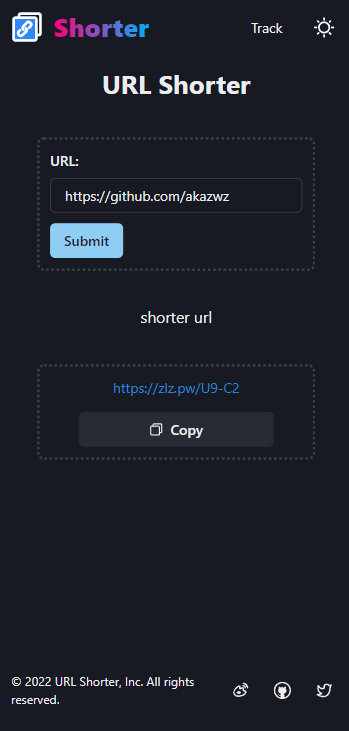 Shorter
Track
URL Shorter
URL:
https://github.com/akazwz
Submit
shorter url
https://zlz.pw/U9-C2
Copy
© 2022 URL Shorter, Inc. All rights
reserved.